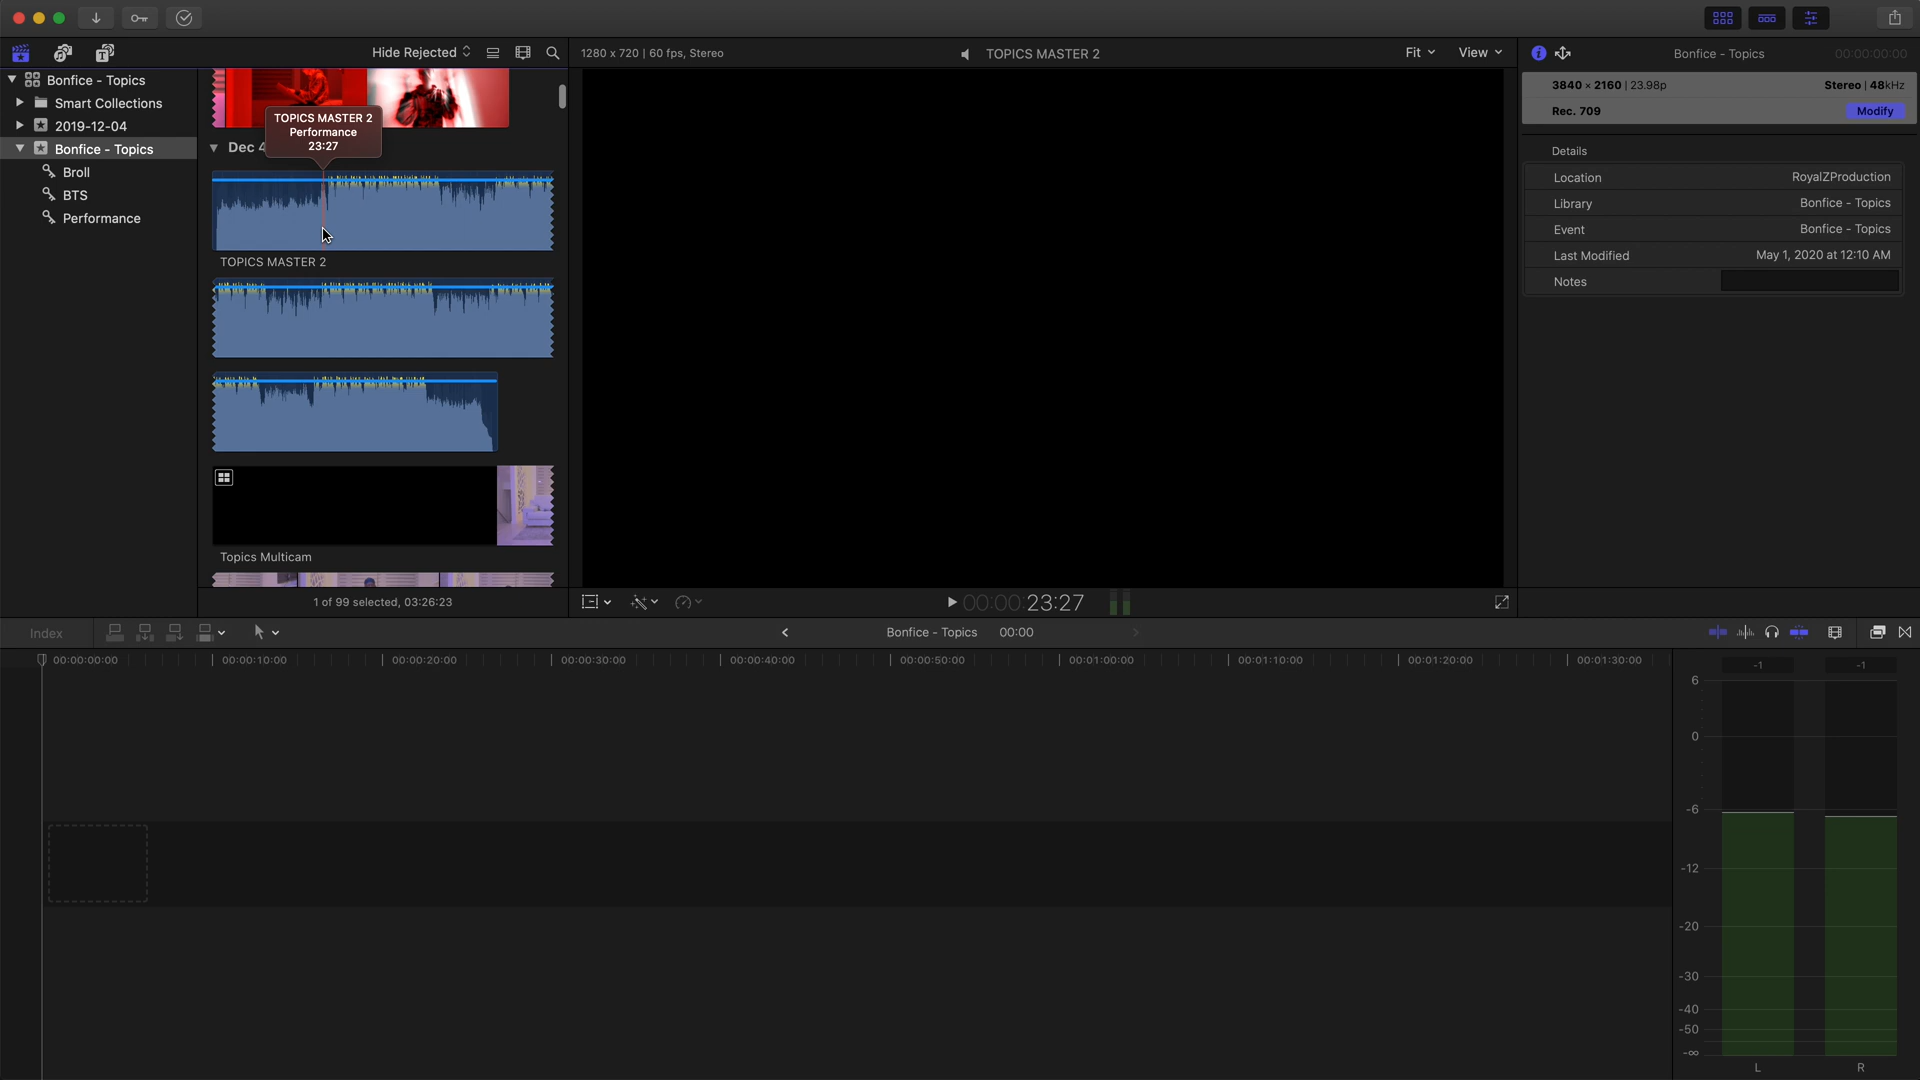 Hide Rejected
1280 x 720 | 60 fps, Stereo
TOPICS MASTER 2
Fit
View
Bonfice - Topics
00:00:00:00
Bonfice - Topics
Smart Collections
2019-12-04
Bonfice - Topics
Broll
BTS
Performance
TOPICS MASTER 2
Performance
23:27
Dec 4
TOPICS MASTER 2
Topics Multicam
1 of 99 selected, 03:26:23
00:00:23:27
3840 × 2160 | 23.98p
Stereo | 48kHz
Rec. 709
Modify
Details
Location
RoyalZProduction
Library
Bonfice - Topics
Event
Bonfice - Topics
Last Modified
May 1, 2020 at 12:10 AM
Notes
Index
Bonfice - Topics
00:00
00:00:00:00
00:00:10:00
00:00:20:00
00:00:30:00
00:00:40:00
00:00:50:00
00:01:00:00
00:01:10:00
00:01:20:00
00:01:30:00
-1
-1
6
0
-6
-12
-20
-30
-40
-50
-∞
L
R